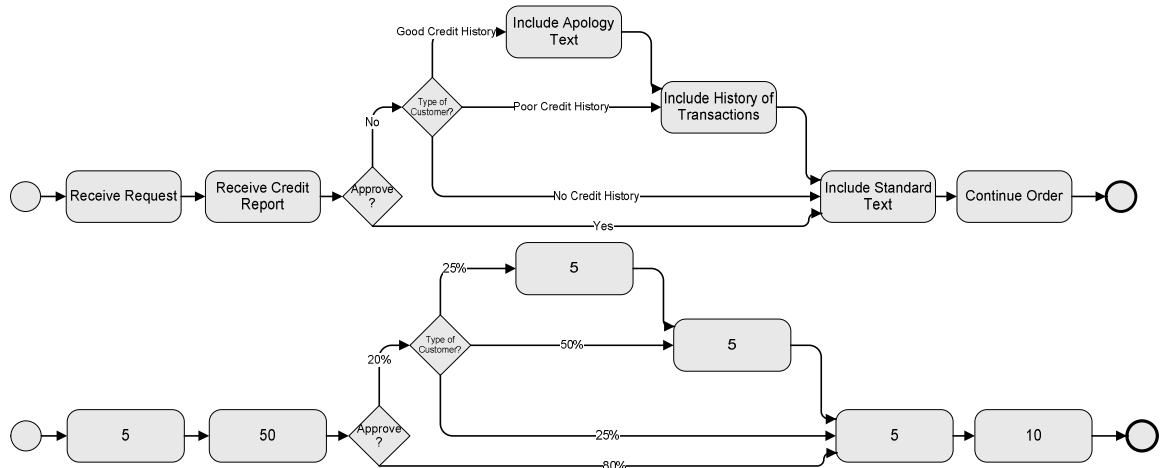 Include Apology
Text
Good Credit History
Type of
Customer?
Poor Credit History
Include History of
Transactions
No
Receive Request
Receive Credit
Report
Approve
?
No Credit History
Include Standard
Text
Continue Order
Yes
25%
5
Type of
Customer?
50%
5
20%
5
50
Approve
?
25%
5
10
80%